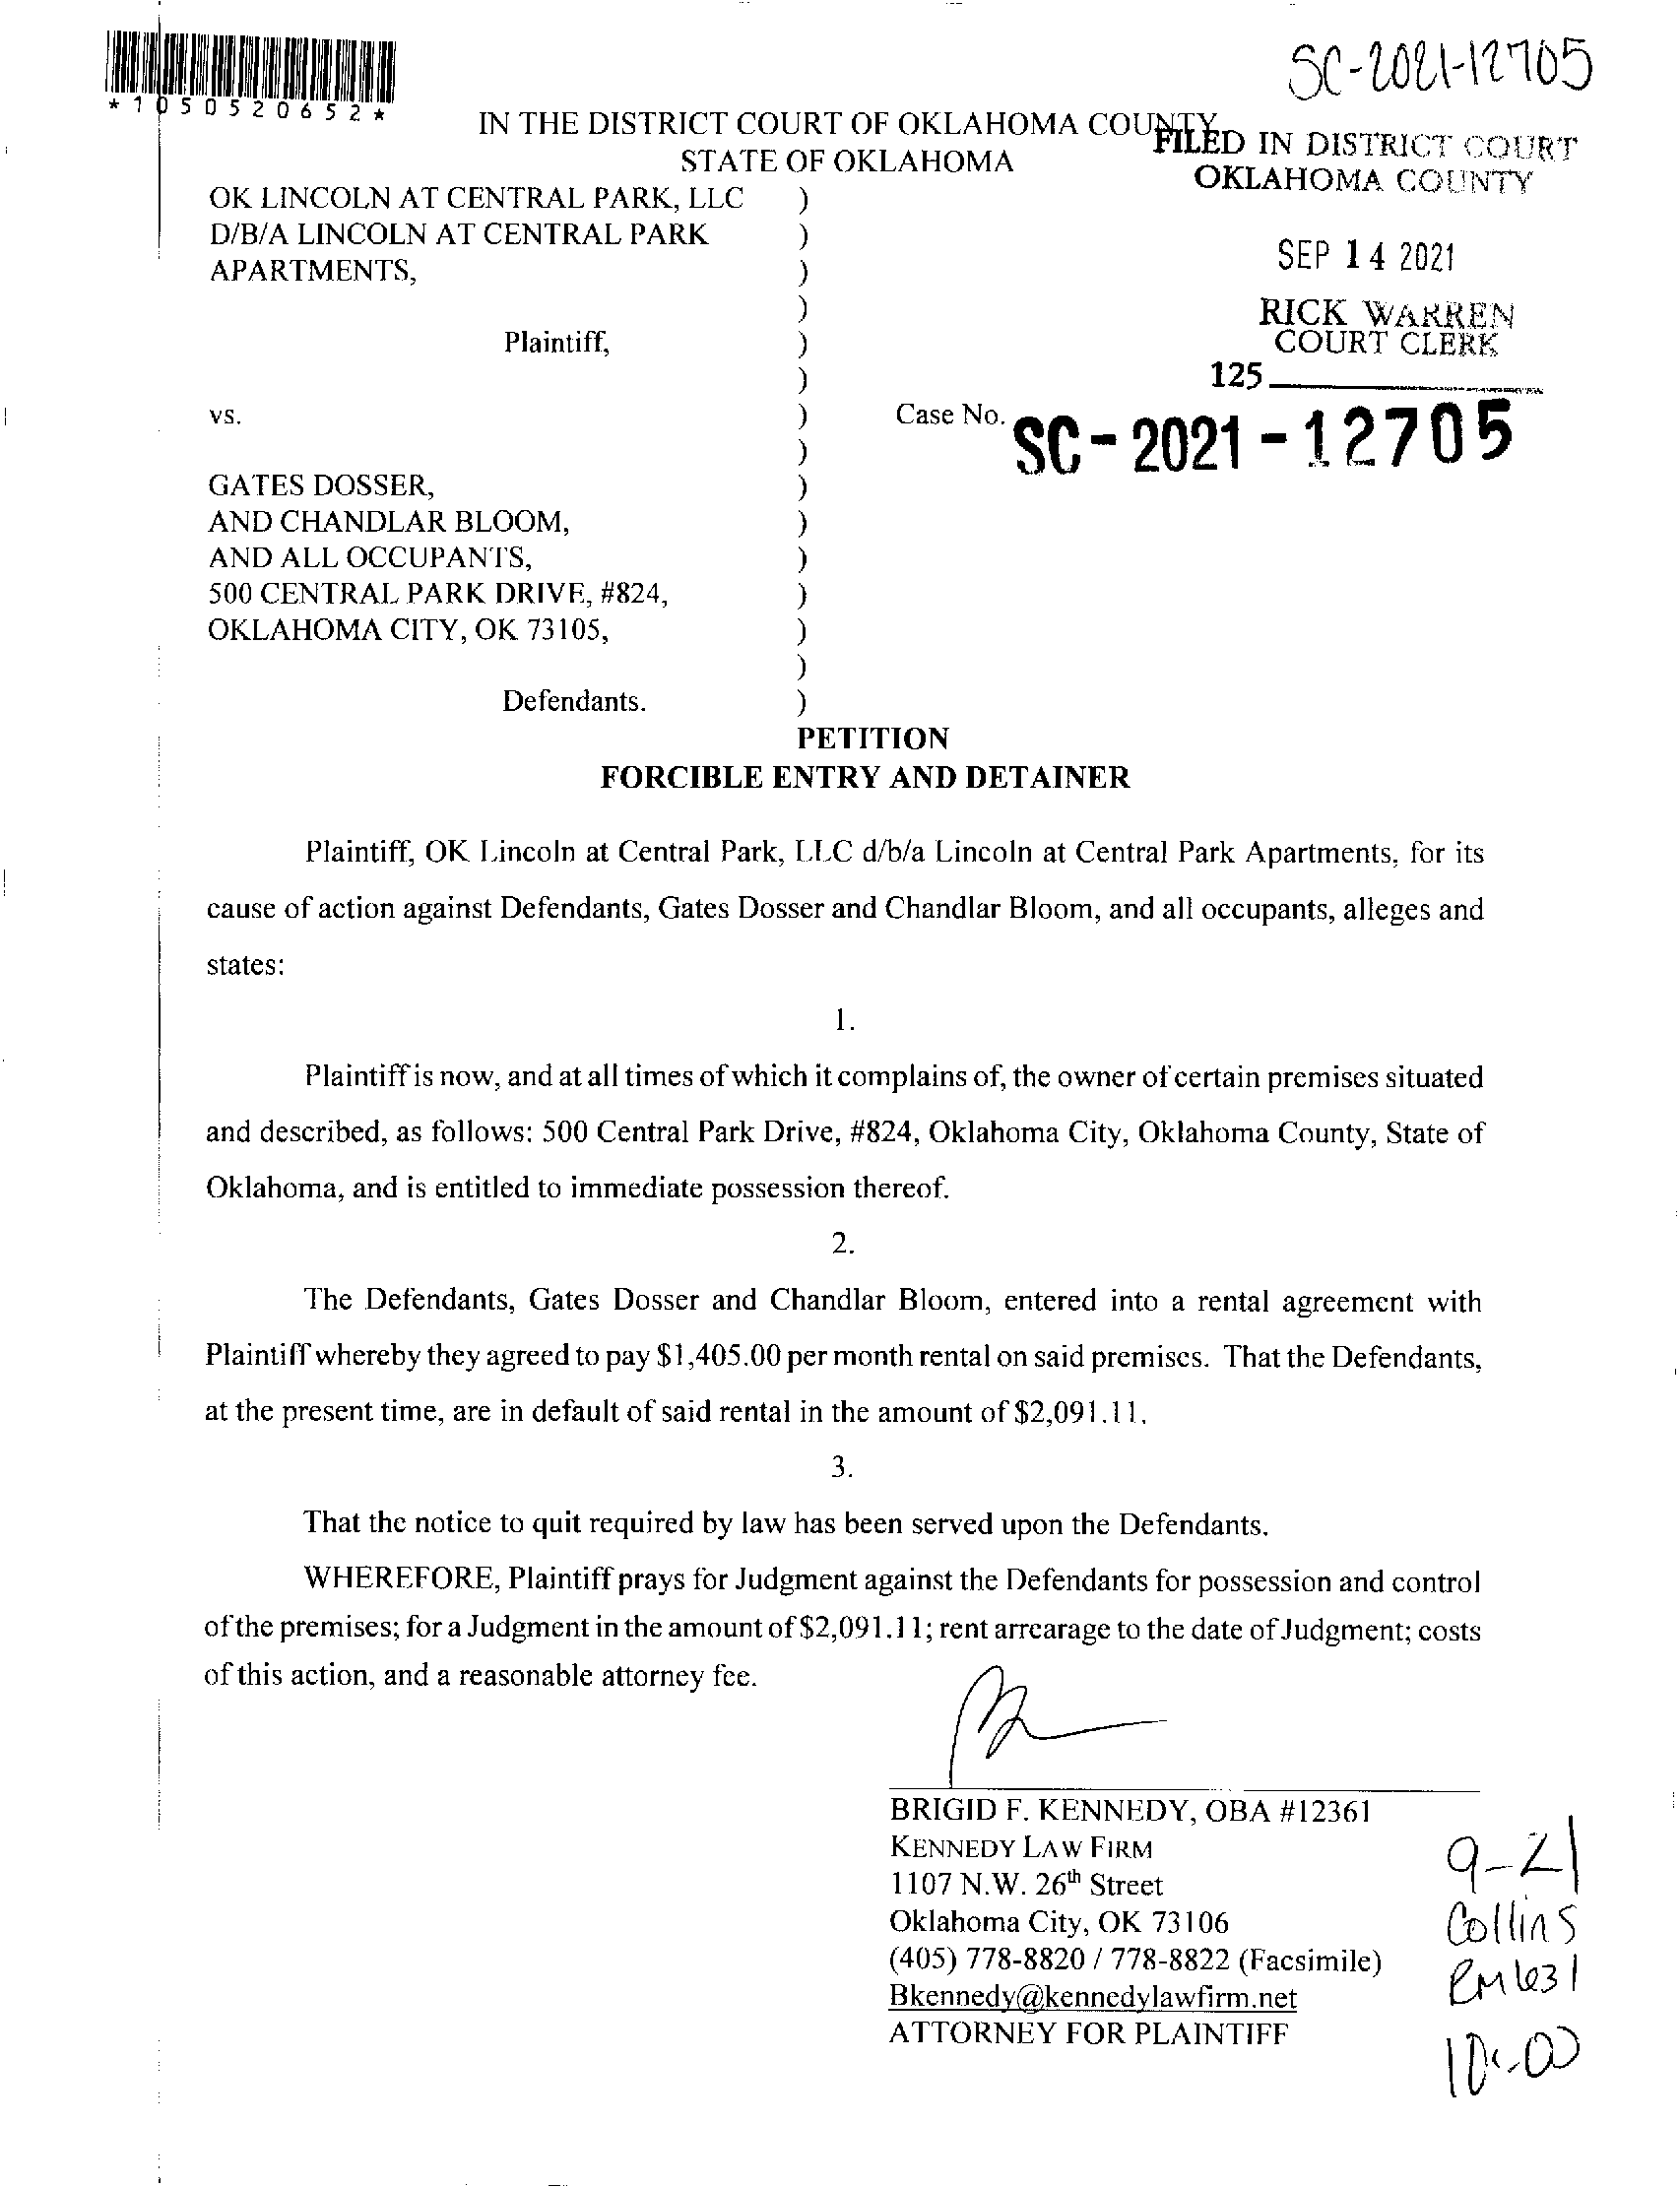 SC-2021-12705
*1050520652*
IN THE DISTRICT COURT OF OKLAHOMA COUNTY
STATE OF OKLAHOMA
FILED IN DISTRICT COURT
OKLAHOMA COUNTY
SEP 14 2021
RICK WARREN
COURT CLERK
125
OK LINCOLN AT CENTRAL PARK, LLC )
D/B/A LINCOLN AT CENTRAL PARK )
APARTMENTS, )
)
Plaintiff, )
)
vs. ) Case No. SC-2021-12705
)
GATES DOSSER, )
AND CHANDLAR BLOOM, )
AND ALL OCCUPANTS, )
500 CENTRAL PARK DRIVE, #824, )
OKLAHOMA CITY, OK 73105, )
)
Defendants. )
PETITION
FORCIBLE ENTRY AND DETAINER
Plaintiff, OK Lincoln at Central Park, LLC d/b/a Lincoln at Central Park Apartments, for its
cause of action against Defendants, Gates Dosser and Chandlar Bloom, and all occupants, alleges and
states:
1.
Plaintiff is now, and at all times of which it complains of, the owner of certain premises situated
and described, as follows: 500 Central Park Drive, #824, Oklahoma City, Oklahoma County, State of
Oklahoma, and is entitled to immediate possession thereof.
2.
The Defendants, Gates Dosser and Chandlar Bloom, entered into a rental agreement with
Plaintiff whereby they agreed to pay $1,405.00 per month rental on said premises. That the Defendants,
at the present time, are in default of said rental in the amount of $2,091.11.
3.
That the notice to quit required by law has been served upon the Defendants.
WHEREFORE, Plaintiff prays for Judgment against the Defendants for possession and control
of the premises; for a Judgment in the amount of $2,091.11; rent arrearage to the date of Judgment; costs
of this action, and a reasonable attorney fee.
BRIGID F. KENNEDY, OBA #12361
KENNEDY LAW FIRM
1107 N.W. 26th Street
Oklahoma City, OK 73106
(405) 778-8820 / 778-8822 (Facsimile)
Bkennedy@kennedylawfirm.net
ATTORNEY FOR PLAINTIFF
9-21
Collins